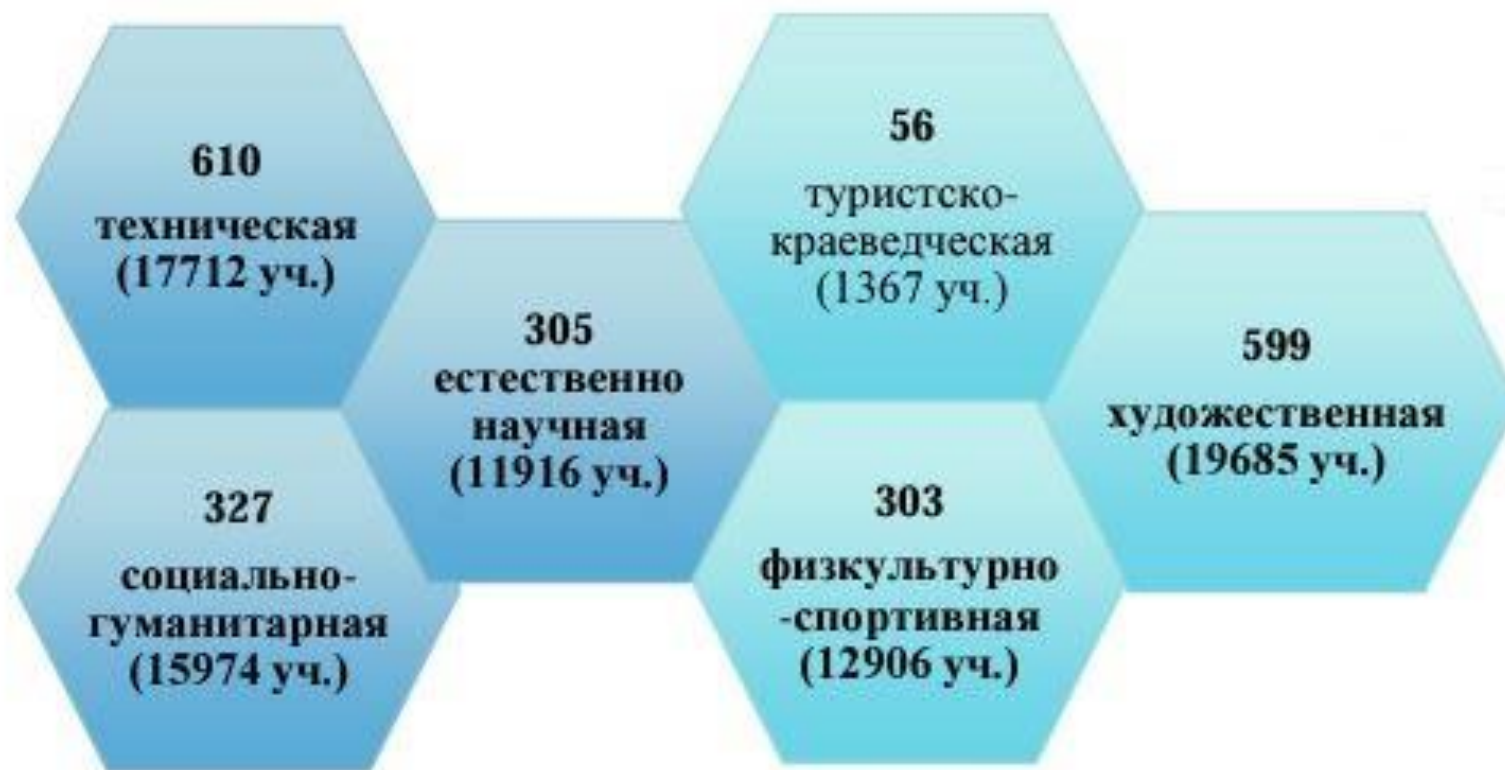 610
техническая
(17712 уч.)
56
туристско-
краеведческая
(1367 уч.)
305
естественно
научная
(11916 уч.)
599
художественная
(19685 уч.)
327
социально-
гуманитарная
(15974 уч.)
303
физкультурно
-спортивная
(12906 уч.)